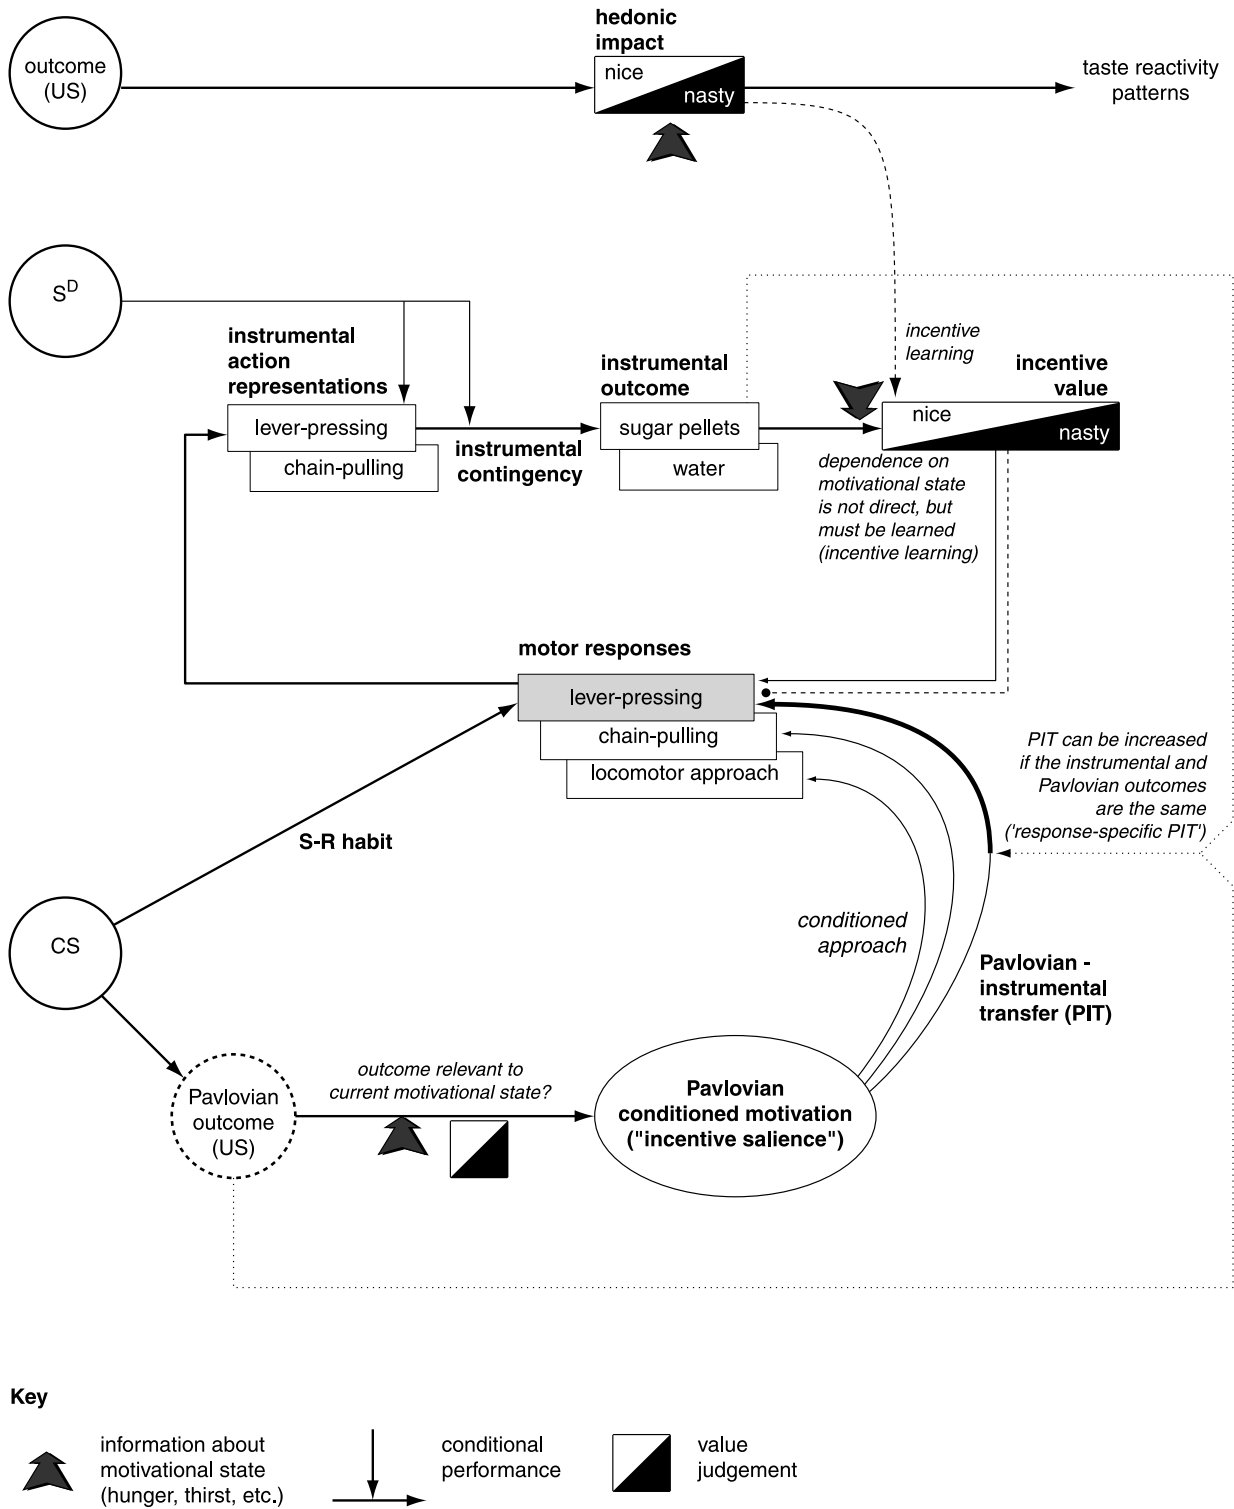 hedonic
impact
outcome
(US)
nice
nasty
taste reactivity
patterns
S^D
instrumental
action
representations
lever-pressing
chain-pulling
instrumental
contingency
instrumental
outcome
sugar pellets
water
incentive
learning
incentive
value
nice
nasty
dependence on
motivational state
is not direct, but
must be learned
(incentive learning)
motor responses
lever-pressing
chain-pulling
locomotor approach
PIT can be increased
if the instrumental and
Pavlovian outcomes
are the same
('response-specific PIT')
S-R habit
CS
conditioned
approach
Pavlovian -
instrumental
transfer (PIT)
Pavlovian
outcome
(US)
outcome relevant to
current motivational state?
Pavlovian
conditioned motivation
("incentive salience")
Key
information about
motivational state
(hunger, thirst, etc.)
conditional
performance
value
judgement